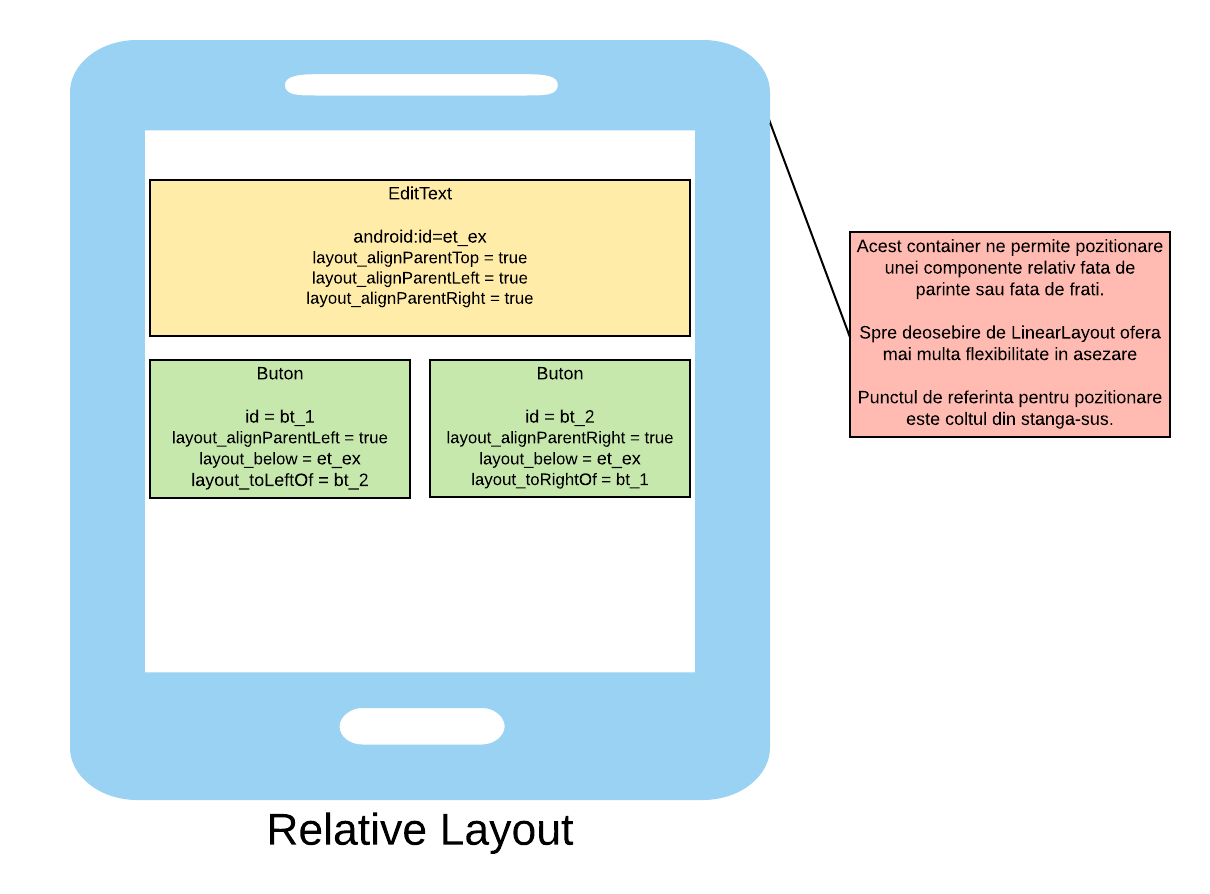 EditText
android:id=et_ex
layout_alignParentTop = true
layout_alignParentLeft = true
layout_alignParentRight = true
Buton
id = bt_1
layout_alignParentLeft = true
layout_below = et_ex
layout_toLeftOf = bt_2
Buton
id = bt_2
layout_alignParentRight = true
layout_below = et_ex
layout_toRightOf = bt_1
Acest container ne permite pozitionare
unei componente relativ fata de
parinte sau fata de frati.
Spre deosebire de LinearLayout ofera
mai multa flexibilitate in asezare
Punctul de referinta pentru pozitionare
este coltul din stanga-sus.
Relative Layout